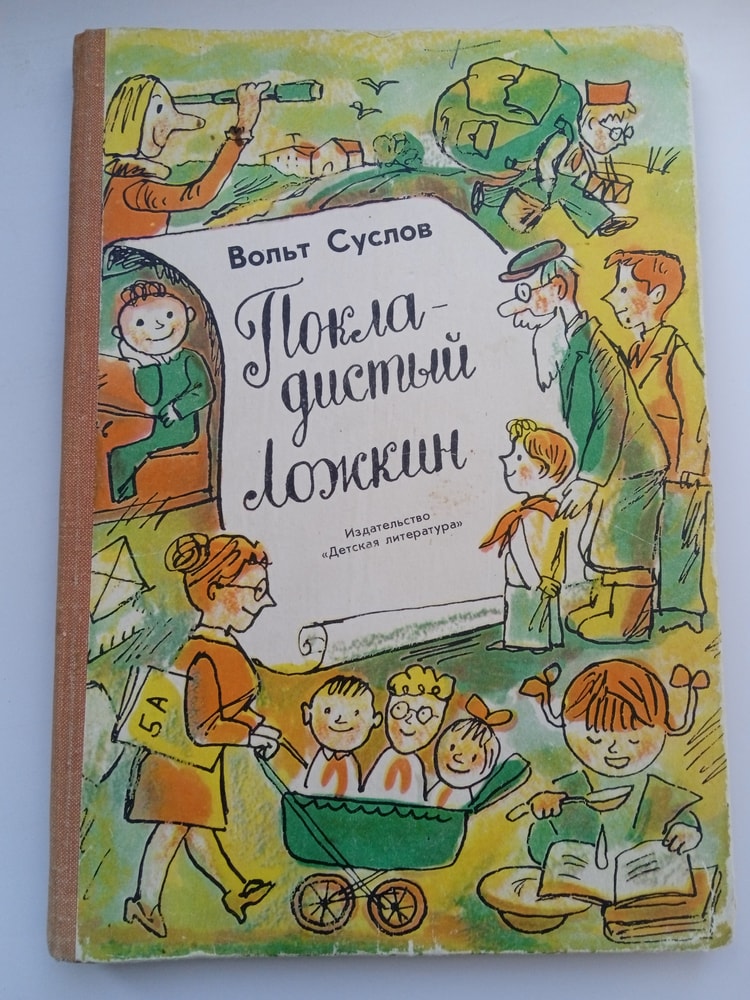 Вольт Суслов
Покла-
дистый
Ложкин
Издательство
«Детская литература»
5А